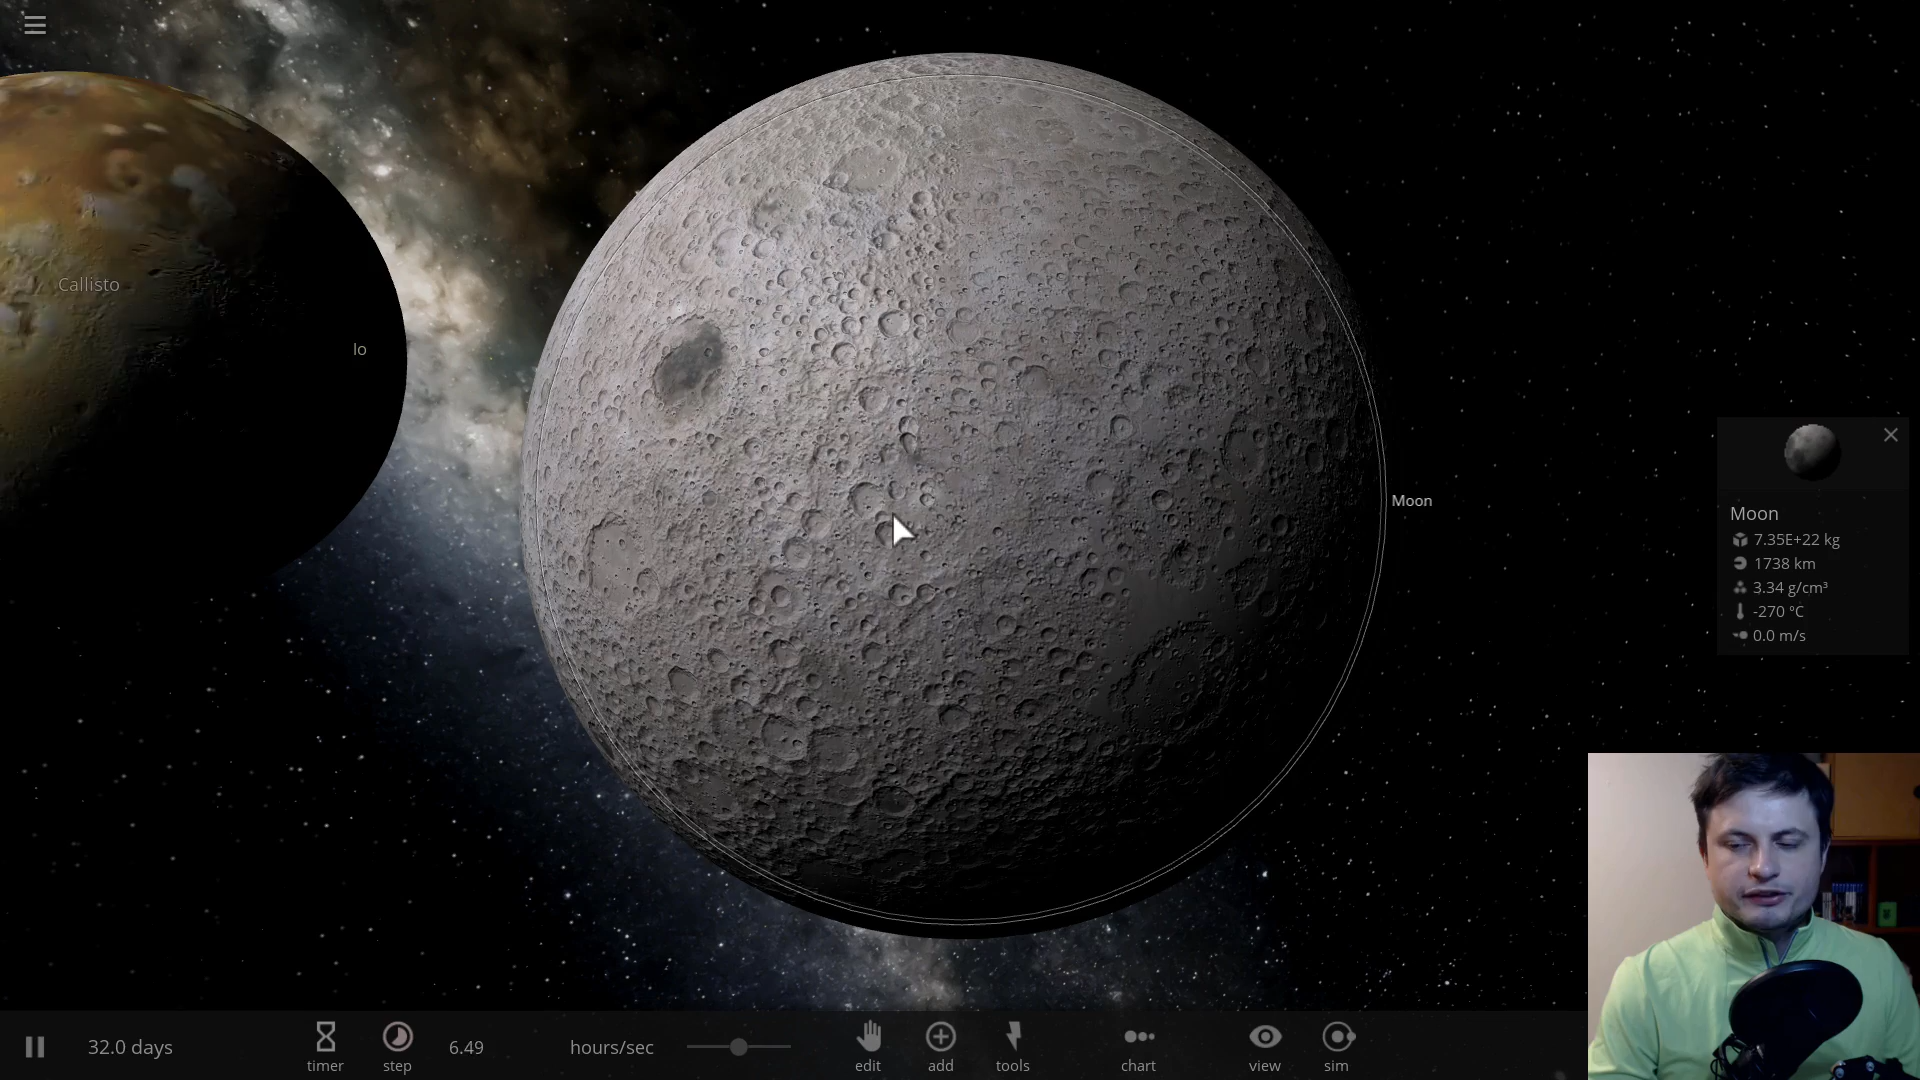 Callisto
Io
Moon
Moon
7.35E+22 kg
1738 km
3.34 g/cm³
-270 °C
0.0 m/s
32.0 days
timer
step
6.49
hours/sec
edit
add
tools
chart
view
sim